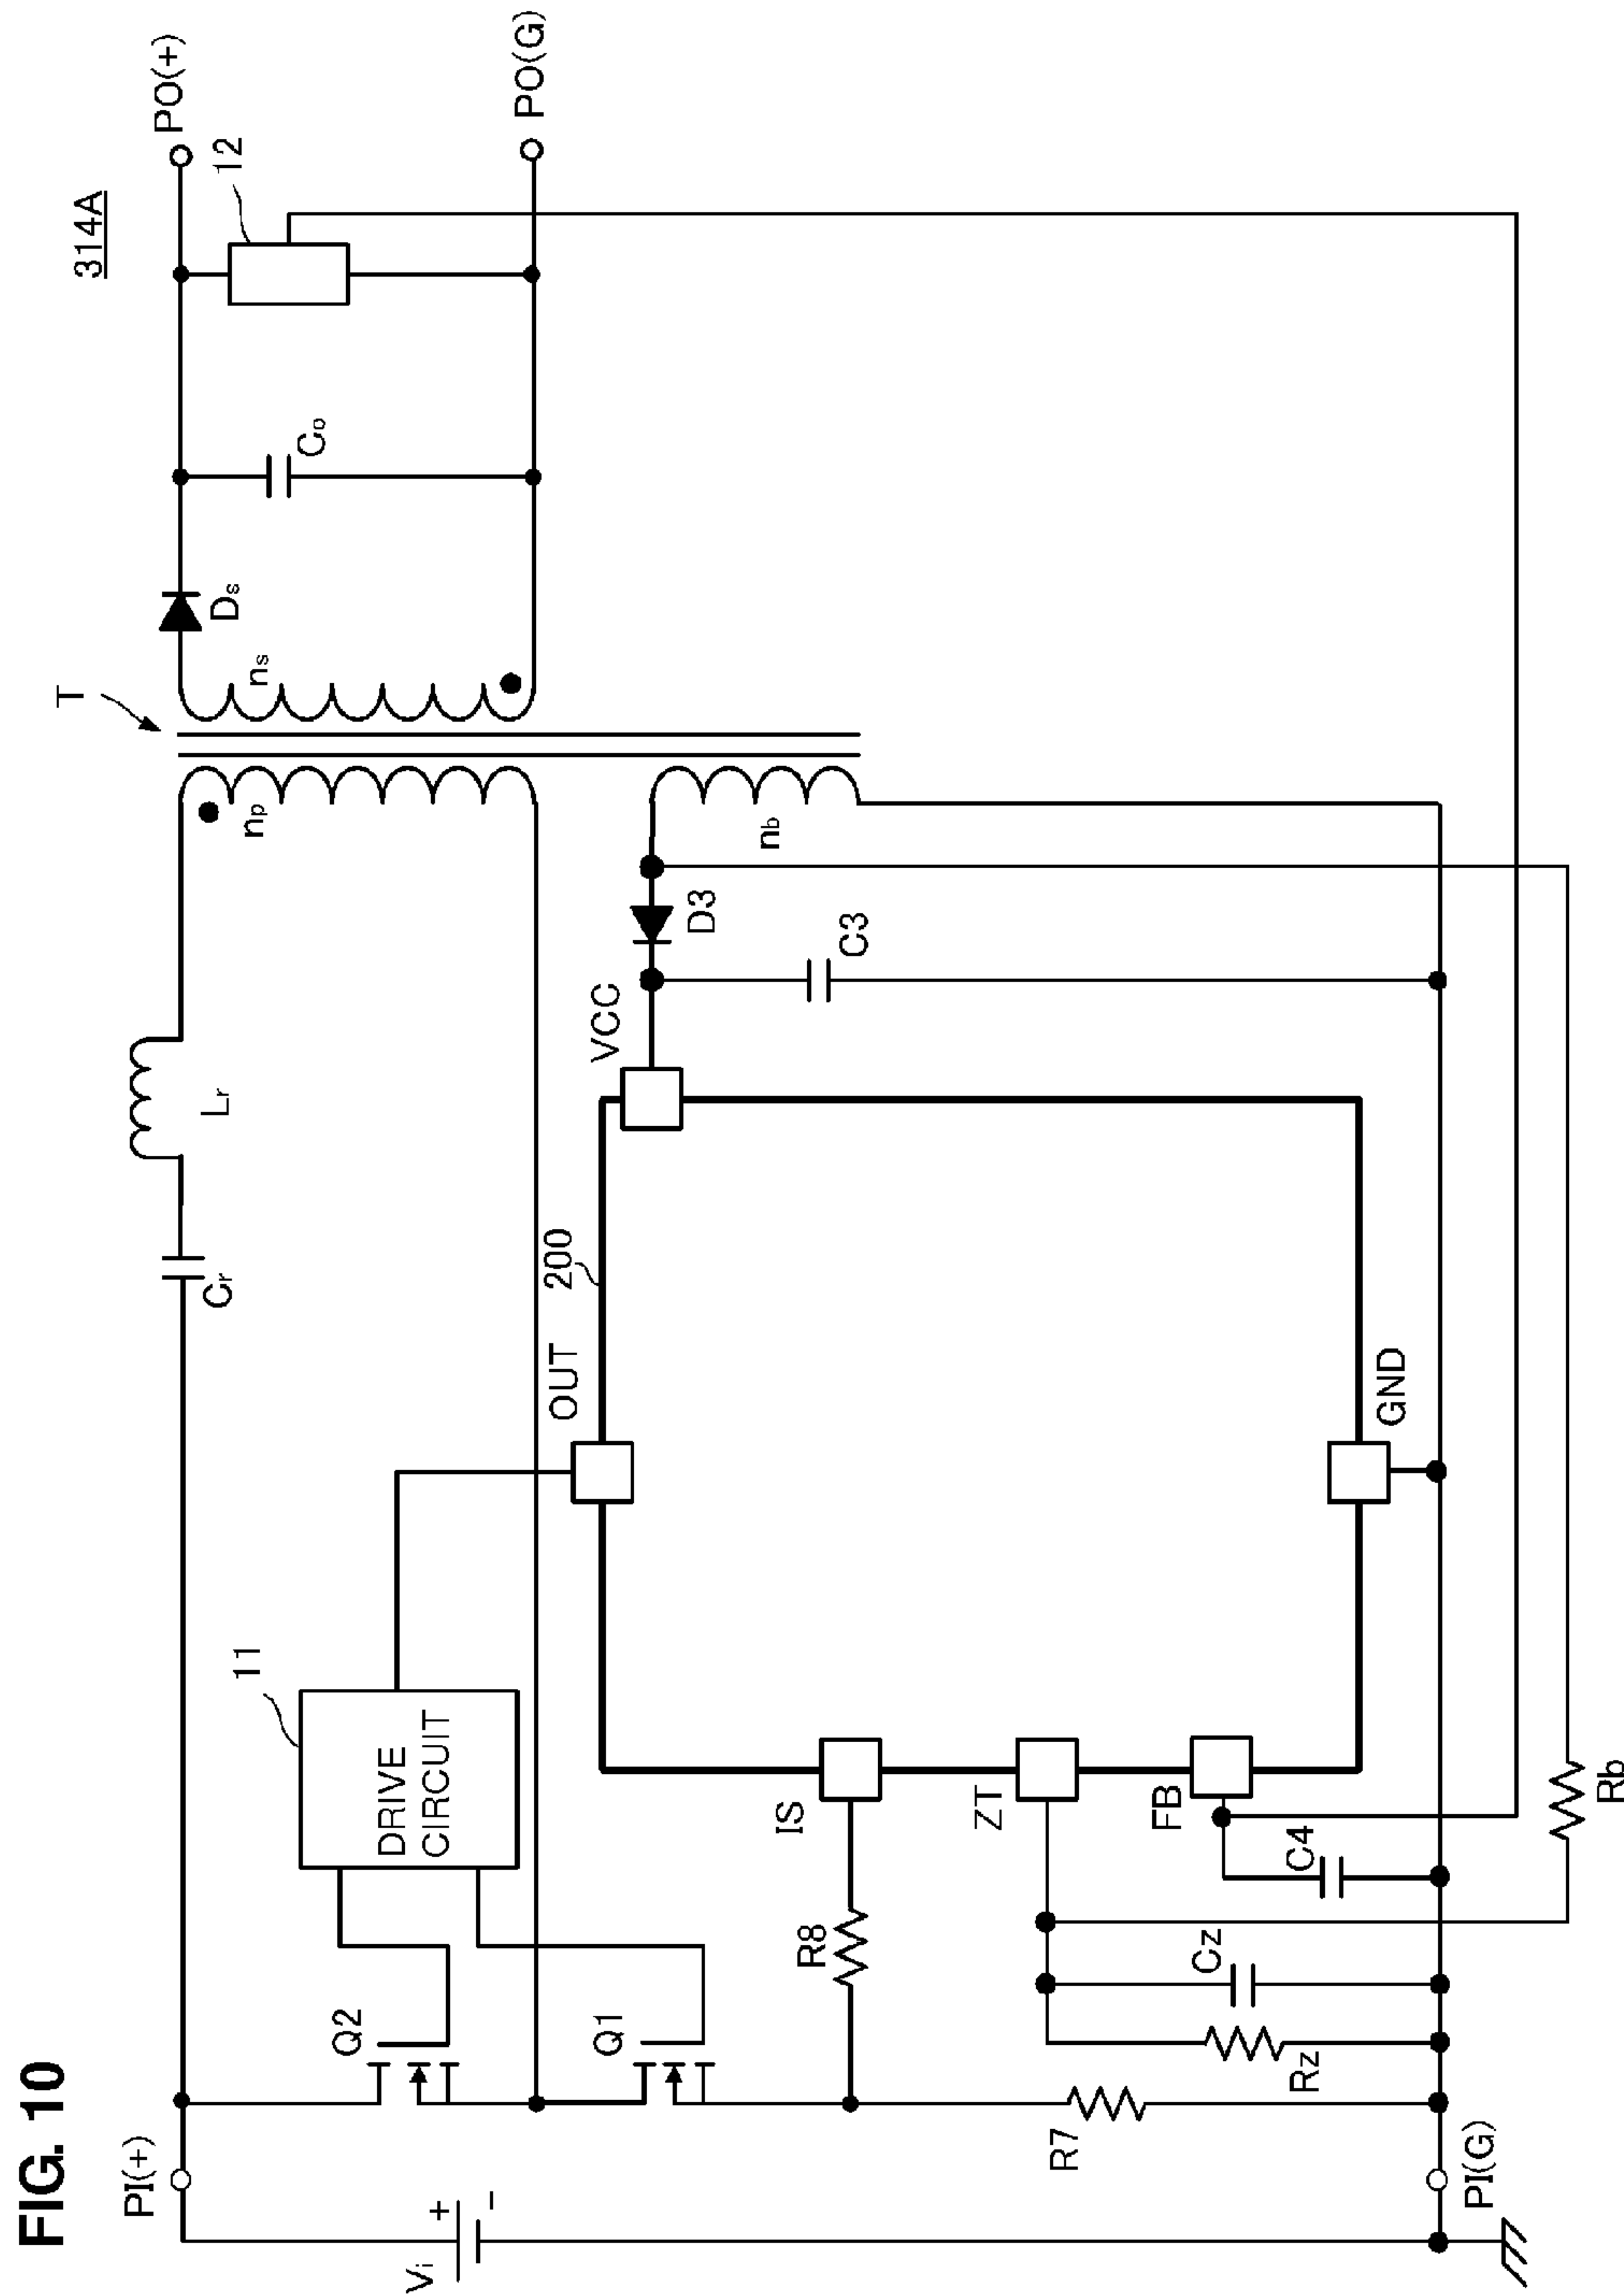 FIG. 10
314A
PI(+)
Vi
+
-
PI(G)
Q2
Q1
11
DRIVE
CIRCUIT
Cr
Lr
T
np
ns
Ds
Co
12
PO(+)
PO(G)
OUT
200
VCC
D3
nb
C3
R8
IS
ZT
FB
GND
R7
Rz
Cz
C4
Rb